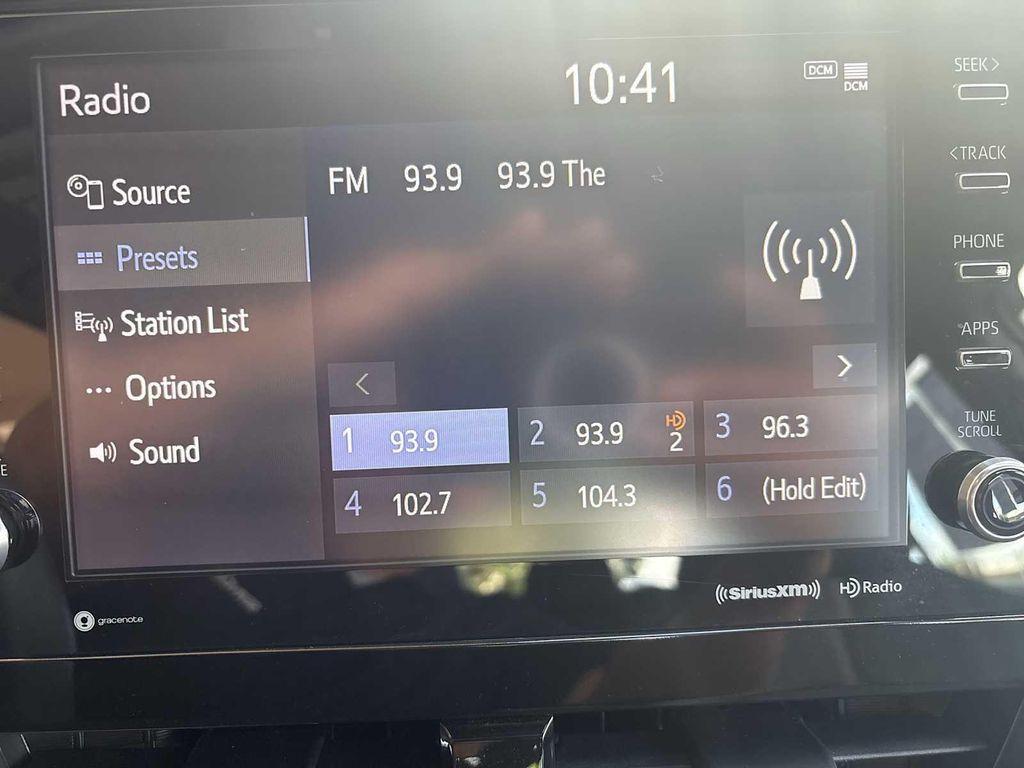 Radio
10:41
DCM
DCM
Source
Presets
Station List
Options
Sound
FM 93.9 93.9 The
<
>
1 93.9
2 93.9 HD 2
3 96.3
4 102.7
5 104.3
6 (Hold Edit)
SEEK >
< TRACK
PHONE
APPS
TUNE
SCROLL
E
gracenote
((SiriusXM))
HD Radio